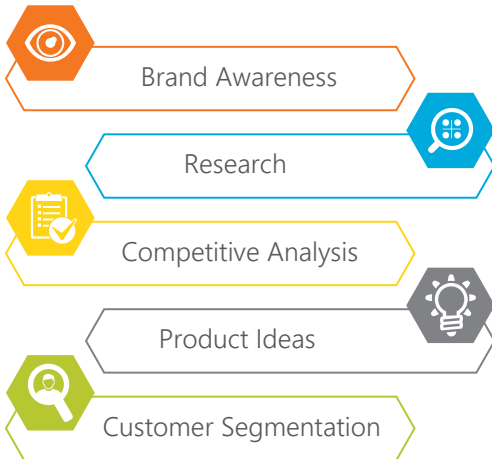 Brand Awareness
Research
Competitive Analysis
Product Ideas
Customer Segmentation